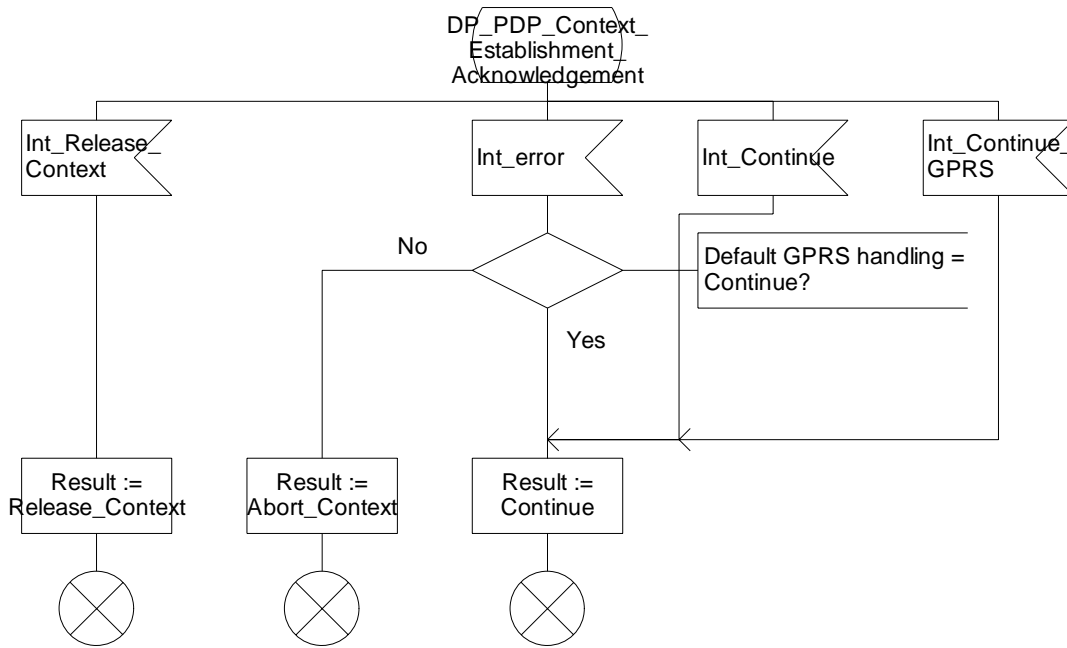 DP_PDP_Context_
Establishment_
Acknowledgement
Int_Release_
Context
Int_error
Int_Continue
Int_Continue_
GPRS
No
Default GPRS handling =
Continue?
Yes
Result :=
Release_Context
Result :=
Abort_Context
Result :=
Continue